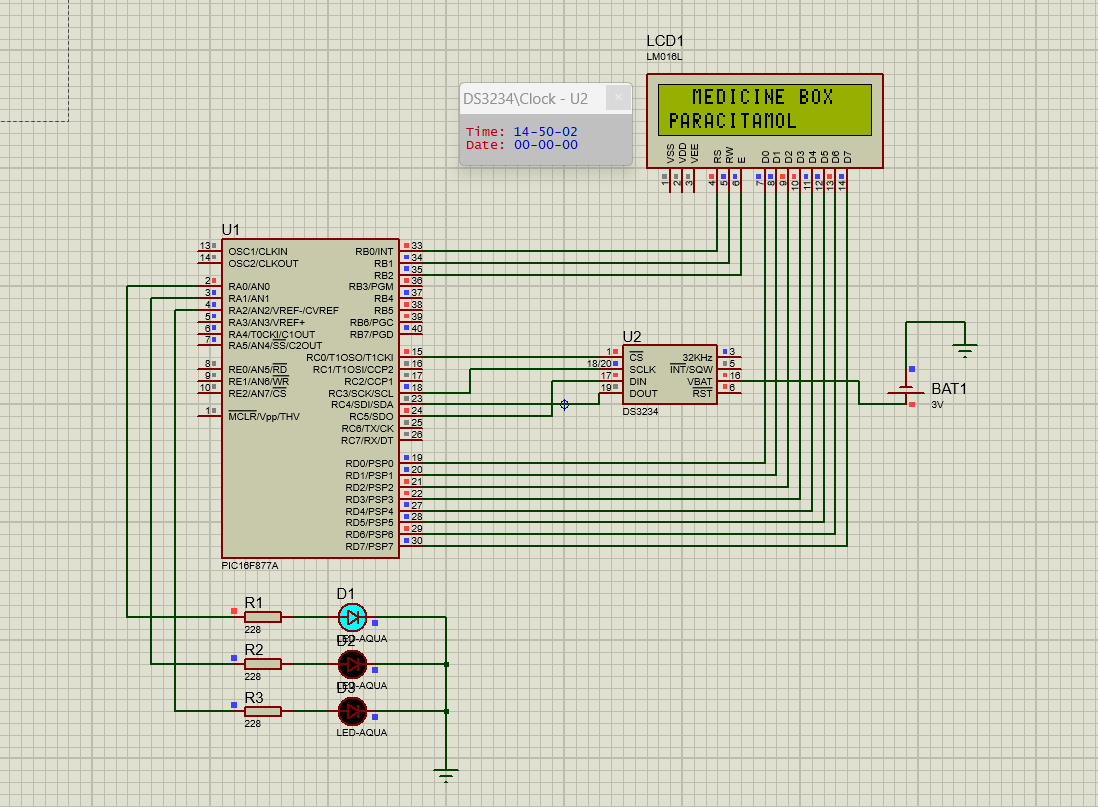 LCD1
LM016L
MEDICINE BOX
PARACITAMOL
VSS VDD VEE RS RW E D0 D1 D2 D3 D4 D5 D6 D7
1 2 3 4 5 6 7 8 9 10 11 12 13 14
DS3234\Clock - U2 ×
Time: 14-50-02
Date: 00-00-00
U1
13 OSC1/CLKIN
14 OSC2/CLKOUT
2 RA0/AN0
3 RA1/AN1
4 RA2/AN2/VREF-/CVREF
5 RA3/AN3/VREF+
6 RA4/T0CKI/C1OUT
7 RA5/AN4/SS/C2OUT
8 RE0/AN5/RD
9 RE1/AN6/WR
10 RE2/AN7/CS
1 MCLR/Vpp/THV
RB0/INT 33
RB1 34
RB2 35
RB3/PGM 36
RB4 37
RB5 38
RB6/PGC 39
RB7/PGD 40
RC0/T1OSO/T1CKI 15
RC1/T1OSI/CCP2 16
RC2/CCP1 17
RC3/SCK/SCL 18
RC4/SDI/SDA 23
RC5/SDO 24
RC6/TX/CK 25
RC7/RX/DT 26
RD0/PSP0 19
RD1/PSP1 20
RD2/PSP2 21
RD3/PSP3 22
RD4/PSP4 27
RD5/PSP5 28
RD6/PSP6 29
RD7/PSP7 30
PIC16F877A
U2
1 CS 32KHz 3
18/20 SCLK INT/SQW 5
17 DIN VBAT 16
19 DOUT RST 6
DS3234
BAT1
3V
R1
228
D1
LED-AQUA
R2
228
D2
LED-AQUA
R3
228
D3
LED-AQUA